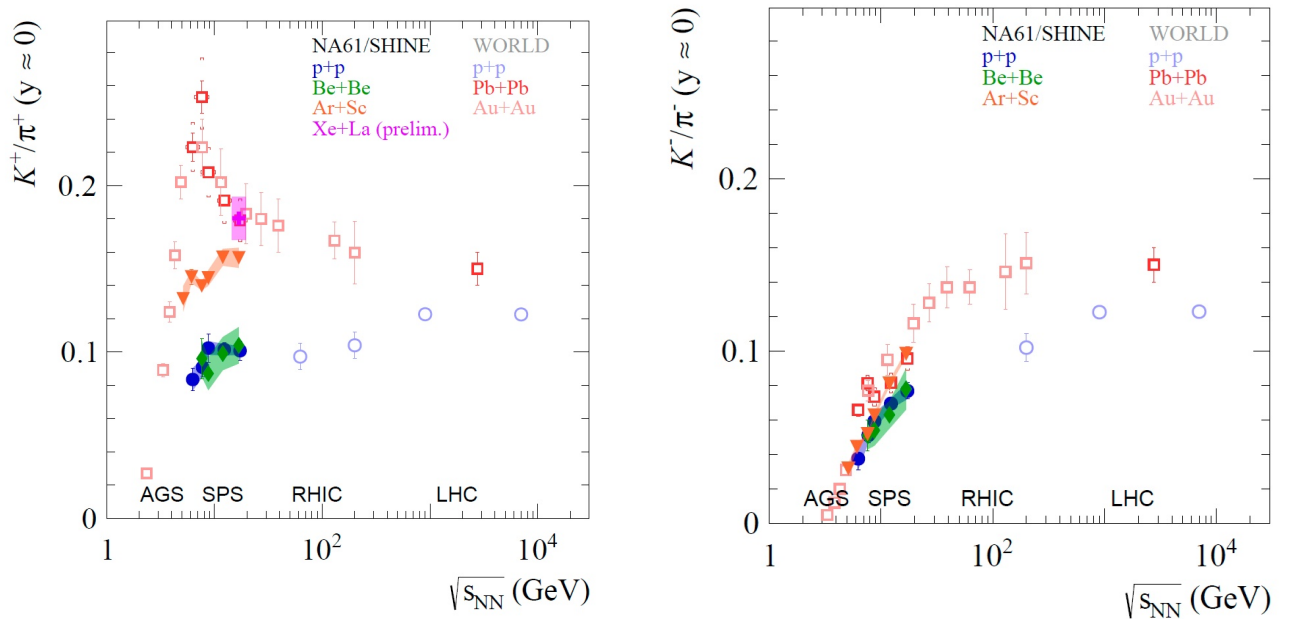 K⁺/π⁺ (y ≈ 0)
NA61/SHINE WORLD
p+p p+p
Be+Be Pb+Pb
Ar+Sc Au+Au
Xe+La (prelim.)
0.2
0.1
0
AGS SPS RHIC LHC
1 10² 10⁴
√s_NN (GeV)
K⁻/π⁻ (y ≈ 0)
NA61/SHINE WORLD
p+p p+p
Be+Be Pb+Pb
Ar+Sc Au+Au
0.2
0.1
0
AGS SPS RHIC LHC
1 10² 10⁴
√s_NN (GeV)